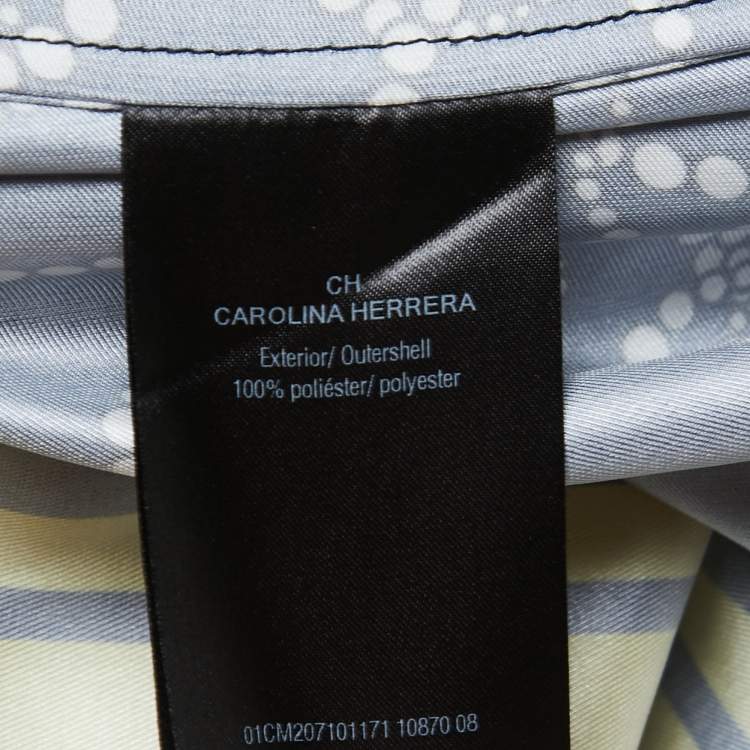 CH
CAROLINA HERRERA
Exterior/ Outershell
100% poliéster/ polyester
01CM207101171 10870 08